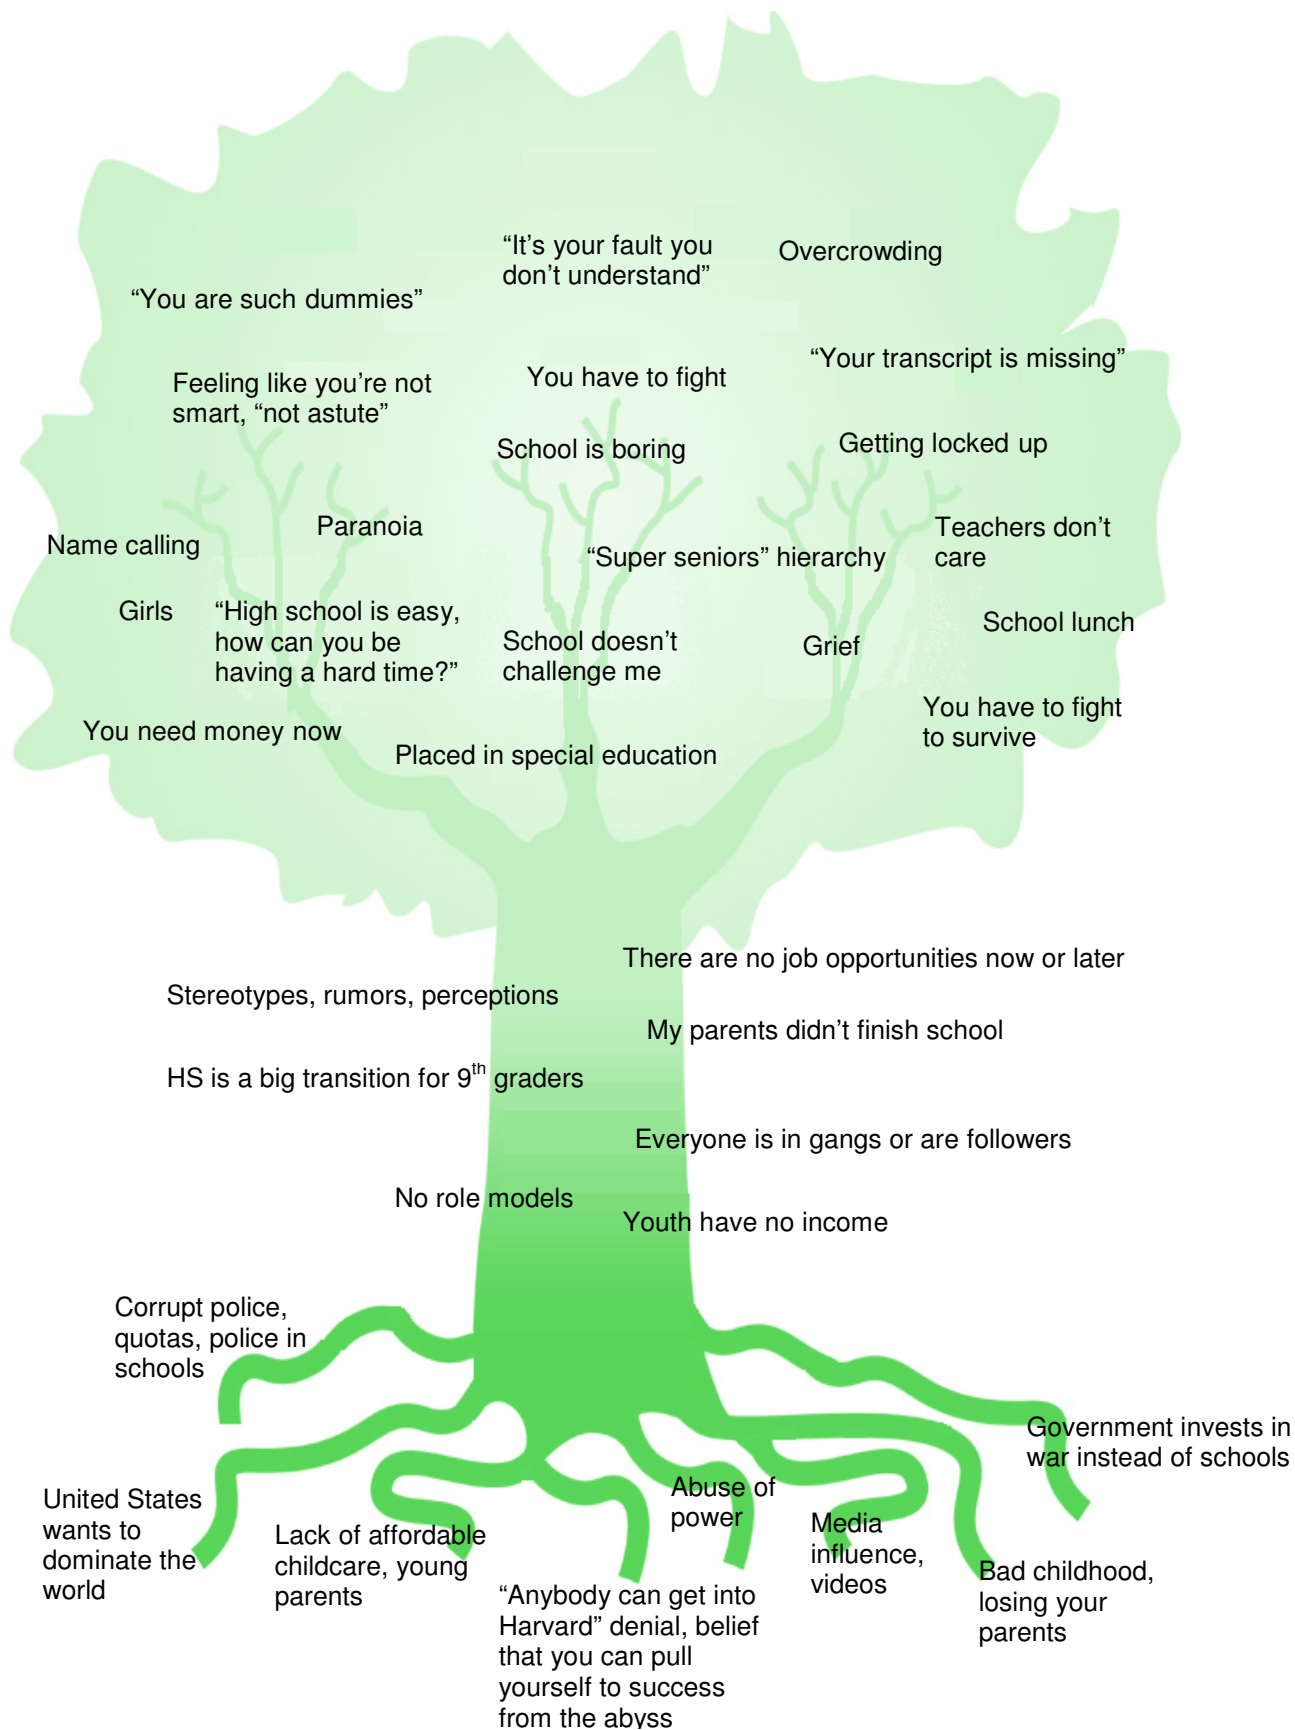 “It’s your fault you
don’t understand”
Overcrowding
“You are such dummies”
“Your transcript is missing”
Feeling like you’re not
smart, “not astute”
You have to fight
School is boring
Getting locked up
Name calling
Paranoia
“Super seniors” hierarchy
Teachers don’t
care
Girls
“High school is easy,
how can you be
having a hard time?”
School doesn’t
challenge me
Grief
School lunch
You need money now
Placed in special education
You have to fight
to survive
There are no job opportunities now or later
Stereotypes, rumors, perceptions
My parents didn’t finish school
HS is a big transition for 9th graders
Everyone is in gangs or are followers
No role models
Youth have no income
Corrupt police,
quotas, police in
schools
Government invests in
war instead of schools
United States
wants to
dominate the
world
Lack of affordable
childcare, young
parents
“Anybody can get into
Harvard” denial, belief
that you can pull
yourself to success
from the abyss
Abuse of
power
Media
influence,
videos
Bad childhood,
losing your
parents